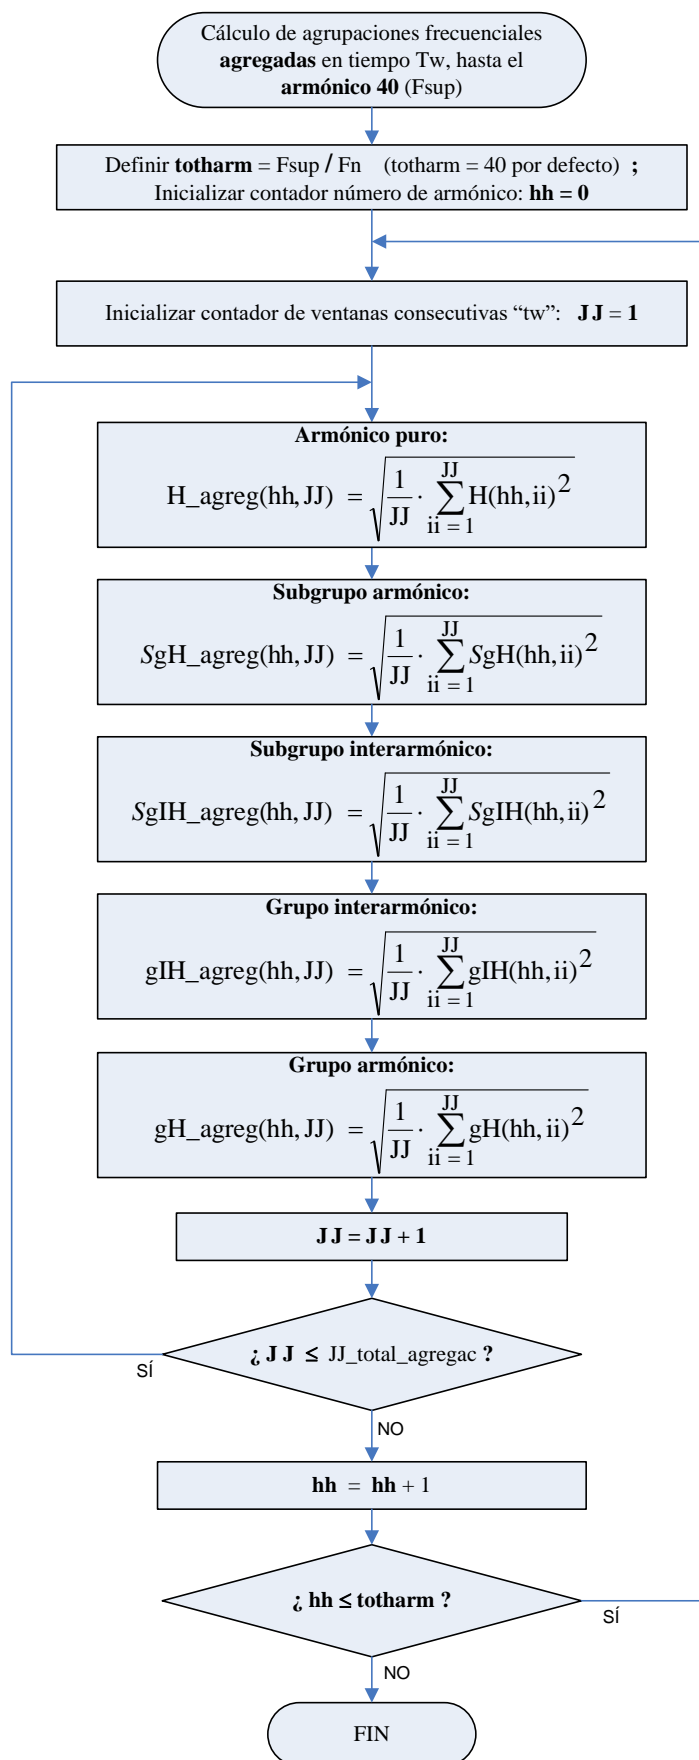 Cálculo de agrupaciones frecuenciales
agregadas en tiempo Tw, hasta el
armónico 40 (Fsup)
Definir totharm = Fsup / Fn (totharm = 40 por defecto) ;
Inicializar contador número de armónico: hh = 0
Inicializar contador de ventanas consecutivas “tw”: JJ = 1
Armónico puro:
H_agreg(hh, JJ) = √(1/JJ · ∑_{ii = 1}^{JJ} H(hh, ii)^2)
Subgrupo armónico:
SgH_agreg(hh, JJ) = √(1/JJ · ∑_{ii = 1}^{JJ} SgH(hh, ii)^2)
Subgrupo interarmónico:
SgIH_agreg(hh, JJ) = √(1/JJ · ∑_{ii = 1}^{JJ} SgIH(hh, ii)^2)
Grupo interarmónico:
gIH_agreg(hh, JJ) = √(1/JJ · ∑_{ii = 1}^{JJ} gIH(hh, ii)^2)
Grupo armónico:
gH_agreg(hh, JJ) = √(1/JJ · ∑_{ii = 1}^{JJ} gH(hh, ii)^2)
JJ = JJ + 1
¿ JJ ≤ JJ_total_agregac ?
SÍ
NO
hh = hh + 1
¿ hh ≤ totharm ?
SÍ
NO
FIN